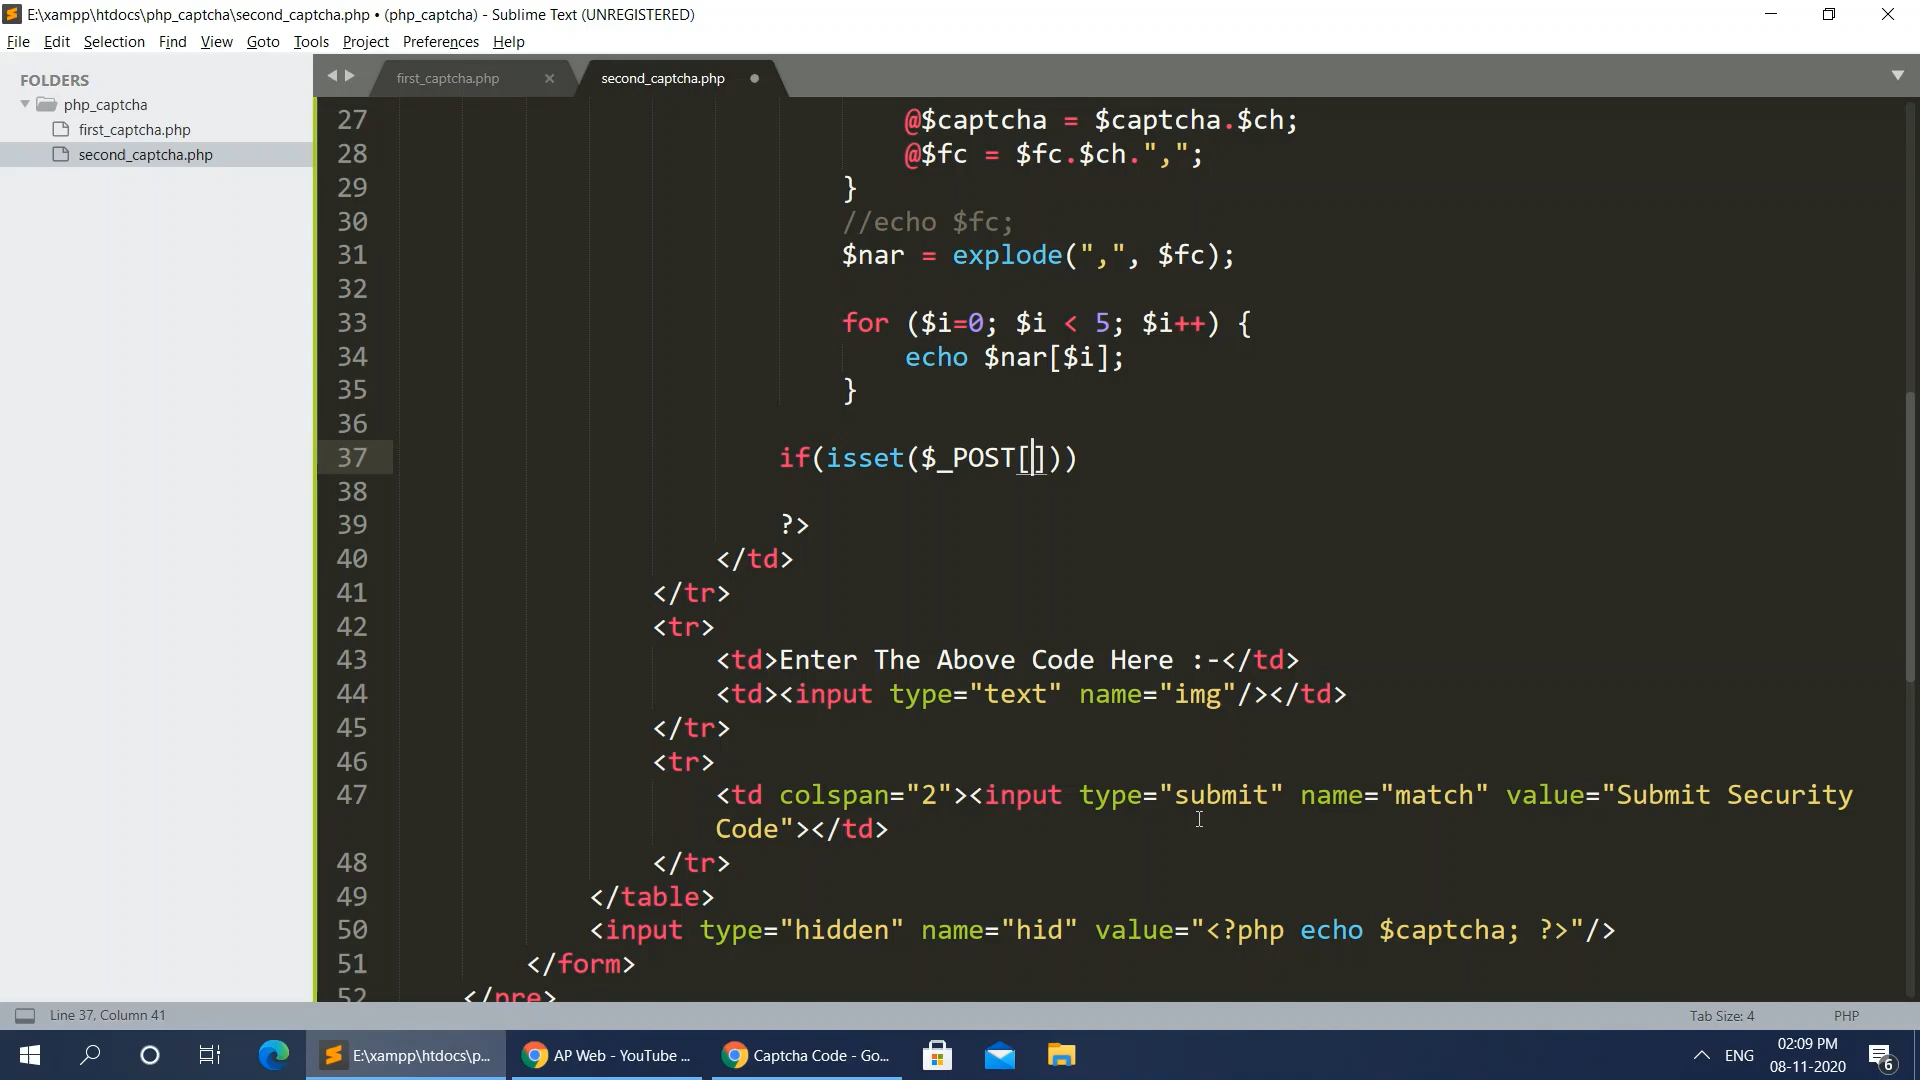 E:\xampp\htdocs\php_captcha\second_captcha.php • (php_captcha) - Sublime Text (UNREGISTERED)
File Edit Selection Find View Goto Tools Project Preferences Help
FOLDERS
php_captcha
first_captcha.php
second_captcha.php
first_captcha.php × second_captcha.php
27 @$captcha = $captcha.$ch;
28 @$fc = $fc.$ch.",";
29 }
30 //echo $fc;
31 $nar = explode(",", $fc);
32
33 for ($i=0; $i < 5; $i++) {
34 echo $nar[$i];
35 }
36
37 if(isset($_POST[]))
38
39 ?>
40 </td>
41 </tr>
42 <tr>
43 <td>Enter The Above Code Here :-</td>
44 <td><input type="text" name="img"/></td>
45 </tr>
46 <tr>
47 <td colspan="2"><input type="submit" name="match" value="Submit Security
Code"></td>
48 </tr>
49 </table>
50 <input type="hidden" name="hid" value="<?php echo $captcha; ?>"/>
51 </form>
52 </pre>
Line 37, Column 41 Tab Size: 4 PHP
E:\xampp\htdocs\p... AP Web - YouTube ... Captcha Code - Go... ENG 02:09 PM
08-11-2020 6